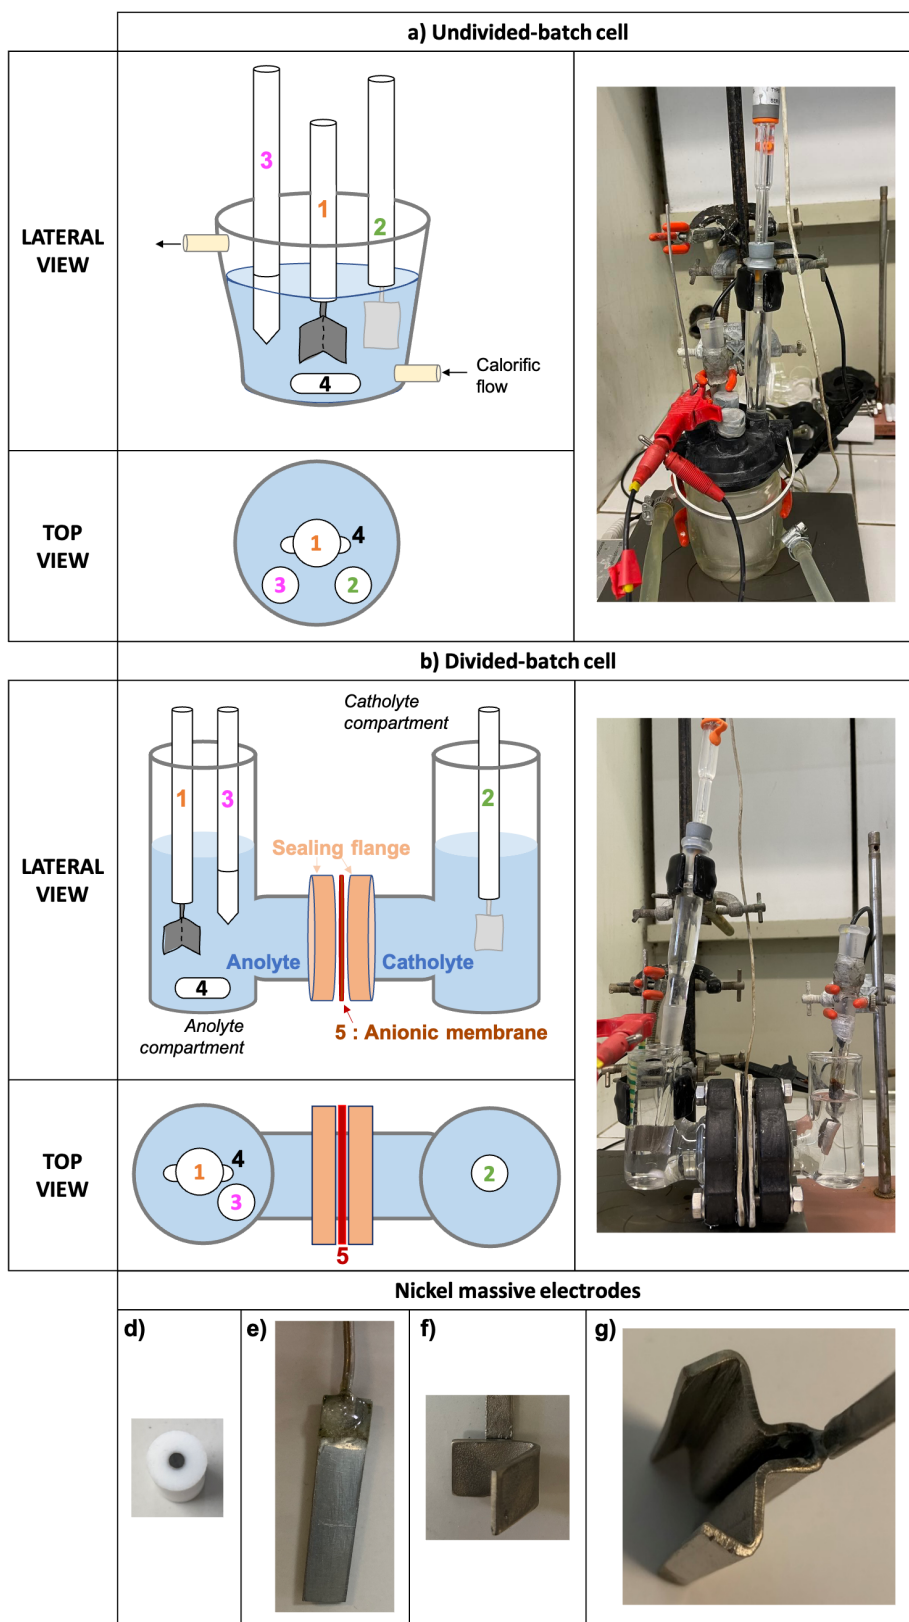 a) Undivided-batch cell
LATERAL
VIEW
3
1
2
4
Calorific
flow
TOP
VIEW
1
4
3
2
b) Divided-batch cell
LATERAL
VIEW
Catholyte
compartment
1
3
2
Sealing flange
Anolyte
Catholyte
4
Anolyte
compartment
5 : Anionic membrane
TOP
VIEW
1
4
3
2
5
Nickel massive electrodes
d)
e)
f)
g)